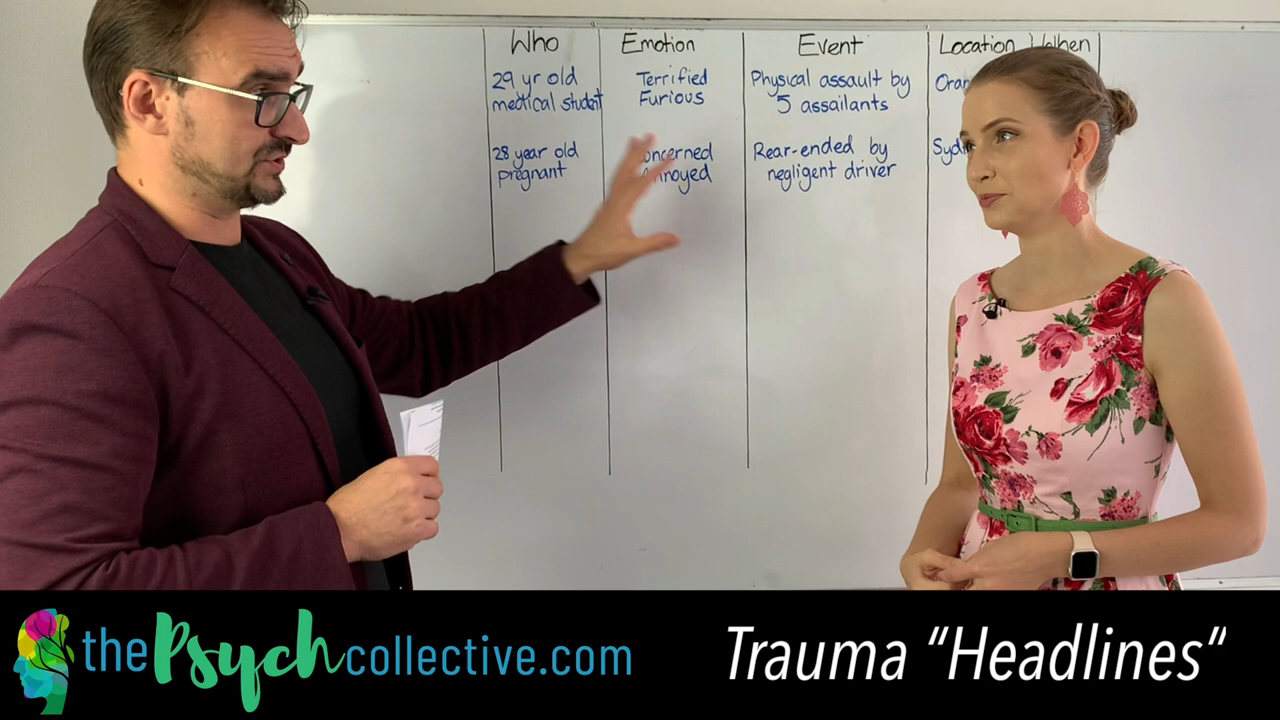 Who Emotion Event Location When
29 yr old Terrified Physical assault by
medical student Furious 5 assailants
28 year old Rear-ended by
pregnant negligent driver
thePsychcollective.com Trauma “Headlines“